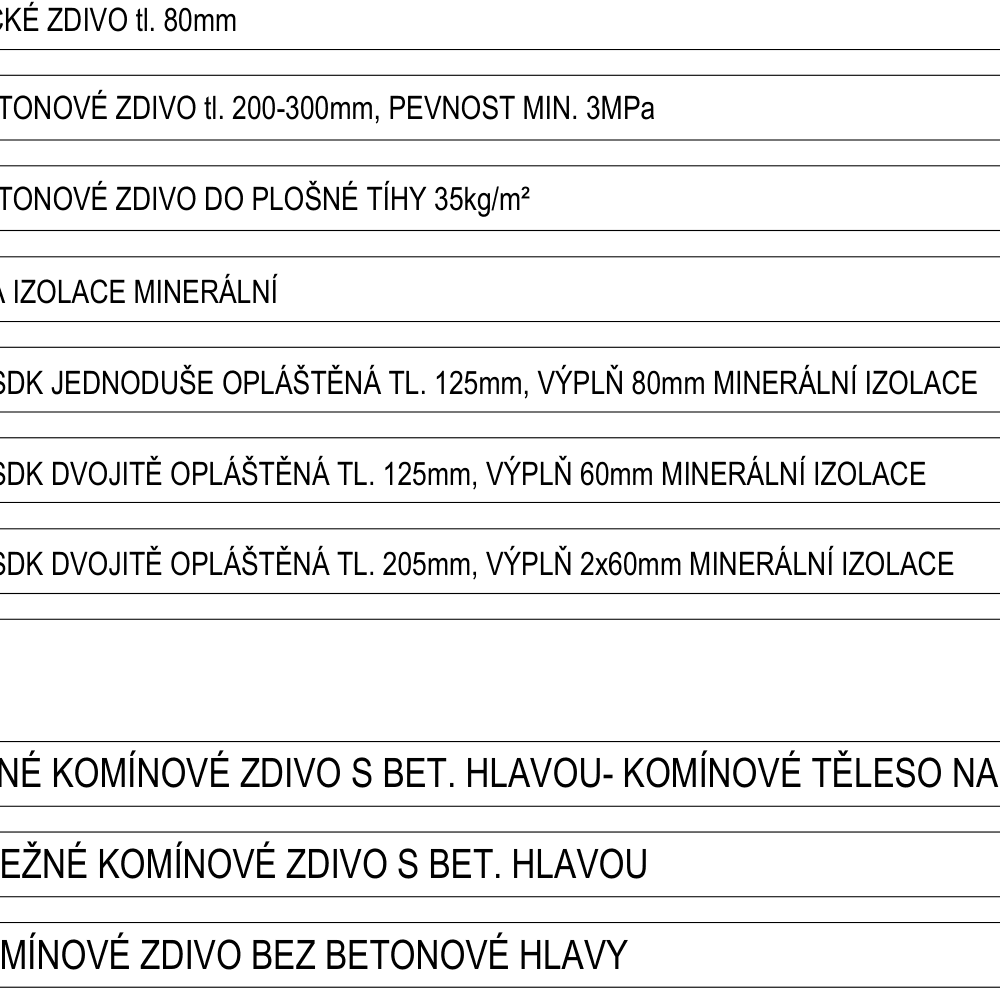 CKÉ ZDIVO tl. 80mm
TONOVÉ ZDIVO tl. 200-300mm, PEVNOST MIN. 3MPa
TONOVÉ ZDIVO DO PLOŠNÉ TÍHY 35kg/m²
A IZOLACE MINERÁLNÍ
SDK JEDNODUŠE OPLÁŠTĚNÁ TL. 125mm, VÝPLŇ 80mm MINERÁLNÍ IZOLACE
SDK DVOJITĚ OPLÁŠTĚNÁ TL. 125mm, VÝPLŇ 60mm MINERÁLNÍ IZOLACE
SDK DVOJITĚ OPLÁŠTĚNÁ TL. 205mm, VÝPLŇ 2x60mm MINERÁLNÍ IZOLACE
NÉ KOMÍNOVÉ ZDIVO S BET. HLAVOU- KOMÍNOVÉ TĚLESO NA
EŽNÉ KOMÍNOVÉ ZDIVO S BET. HLAVOU
MÍNOVÉ ZDIVO BEZ BETONOVÉ HLAVY